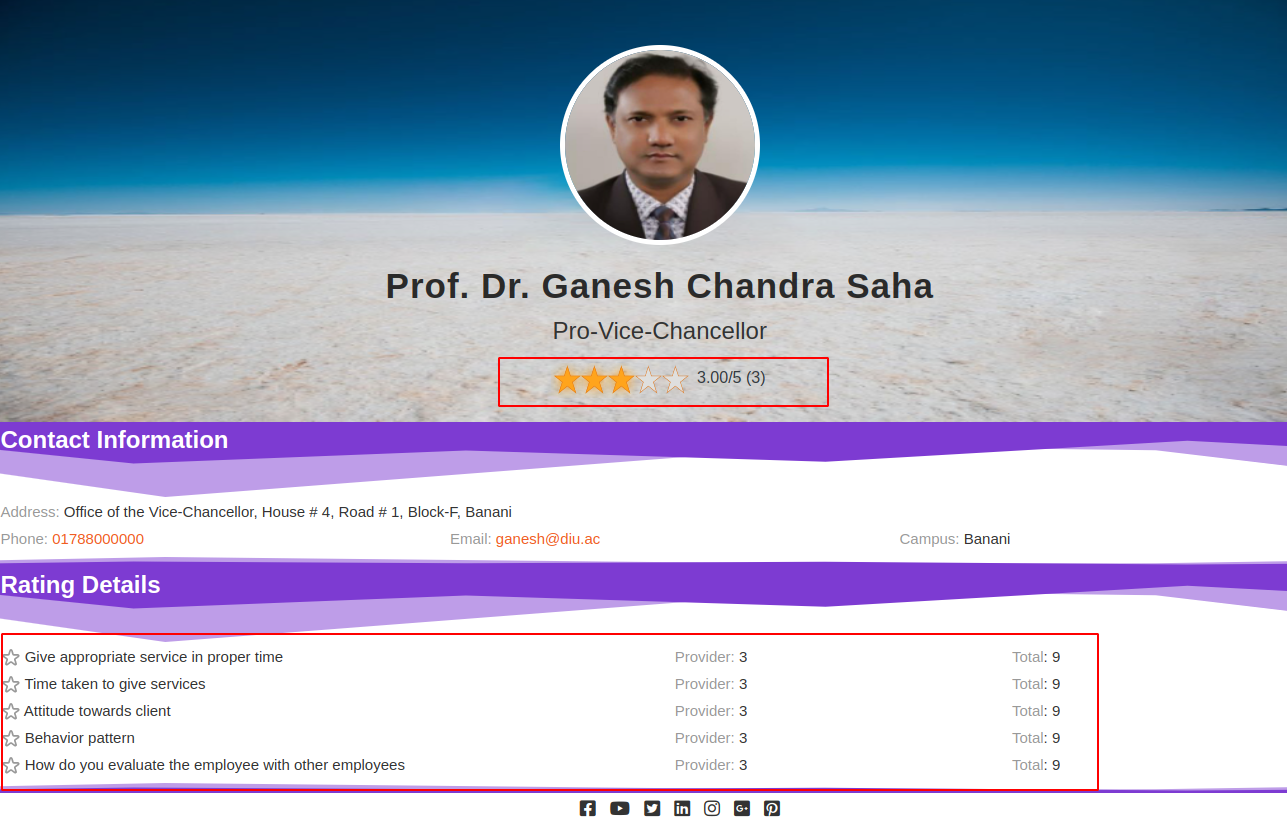 Prof. Dr. Ganesh Chandra Saha
Pro-Vice-Chancellor
3.00/5 (3)
Contact Information
Address: Office of the Vice-Chancellor, House # 4, Road # 1, Block-F, Banani
Phone: 01788000000 Email: ganesh@diu.ac Campus: Banani
Rating Details
Give appropriate service in proper time Provider: 3 Total: 9
Time taken to give services Provider: 3 Total: 9
Attitude towards client Provider: 3 Total: 9
Behavior pattern Provider: 3 Total: 9
How do you evaluate the employee with other employees Provider: 3 Total: 9